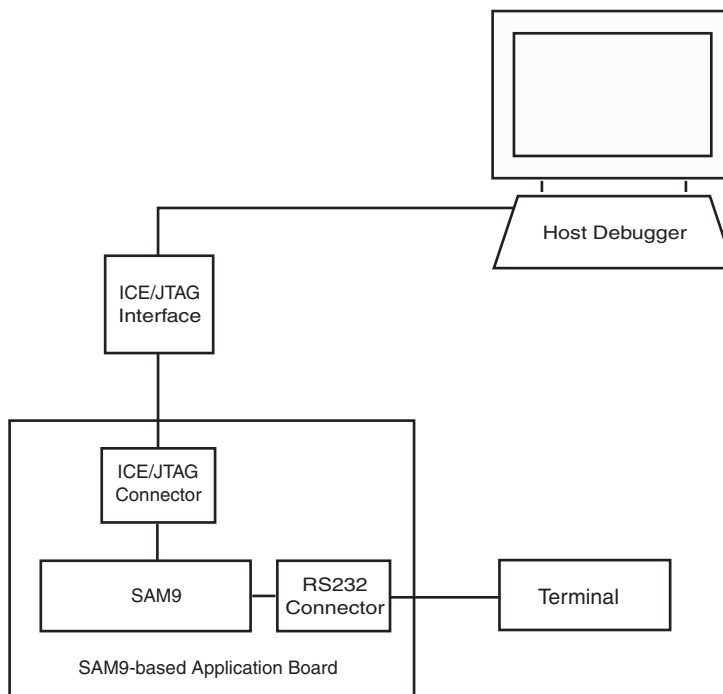 Host Debugger
ICE/JTAG
Interface
ICE/JTAG
Connector
SAM9
RS232
Connector
Terminal
SAM9-based Application Board